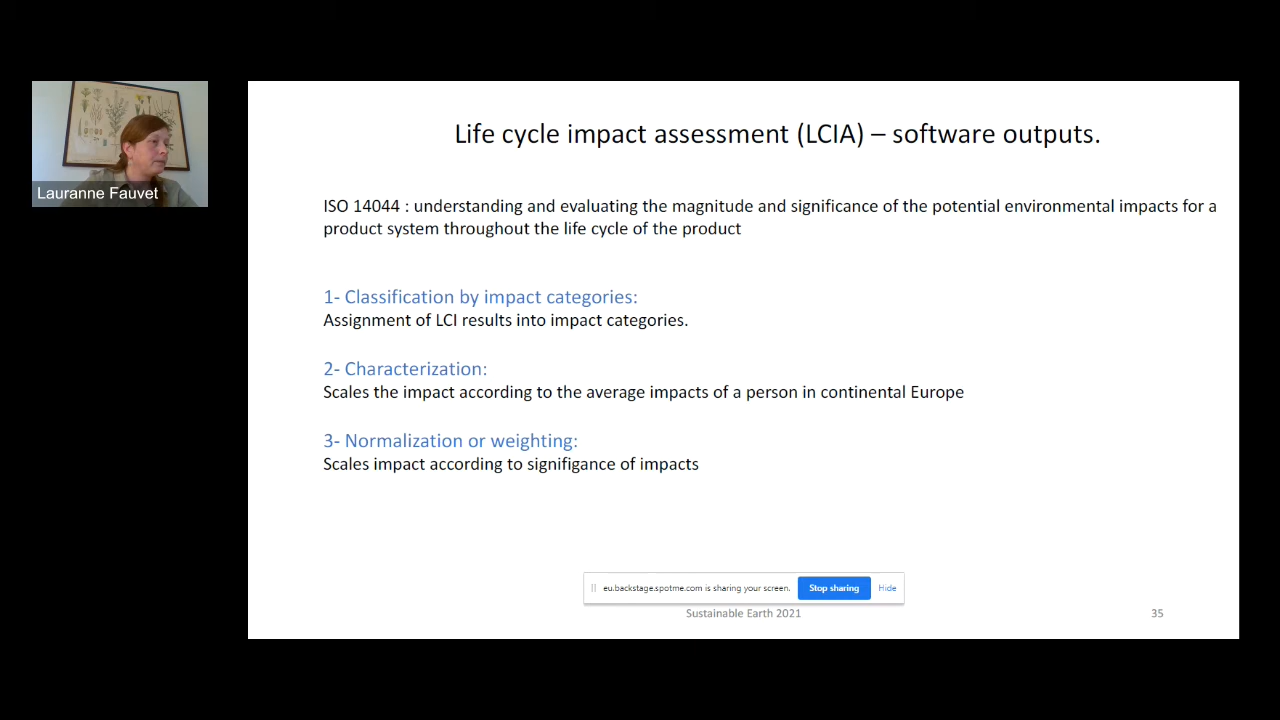 Life cycle impact assessment (LCIA) – software outputs.
Lauranne Fauvet
ISO 14044 : understanding and evaluating the magnitude and significance of the potential environmental impacts for a
product system throughout the life cycle of the product
1- Classification by impact categories:
Assignment of LCI results into impact categories.
2- Characterization:
Scales the impact according to the average impacts of a person in continental Europe
3- Normalization or weighting:
Scales impact according to signifigance of impacts
eu.backstage.spotme.com is sharing your screen. Stop sharing Hide
Sustainable Earth 2021 35